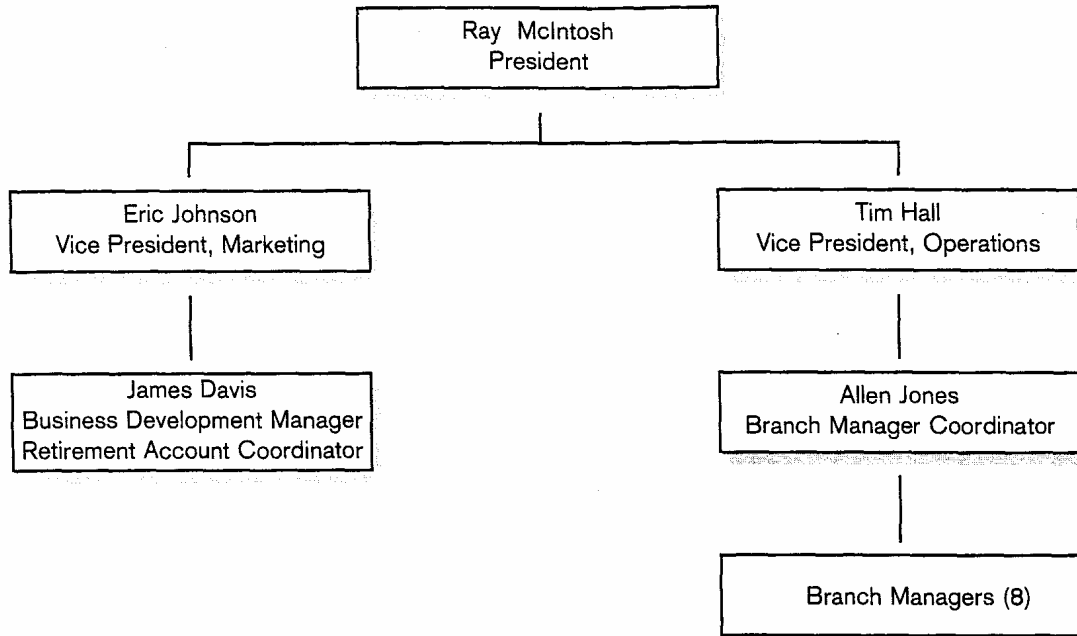 Ray McIntosh
President
Eric Johnson
Vice President, Marketing
Tim Hall
Vice President, Operations
James Davis
Business Development Manager
Retirement Account Coordinator
Allen Jones
Branch Manager Coordinator
Branch Managers (8)